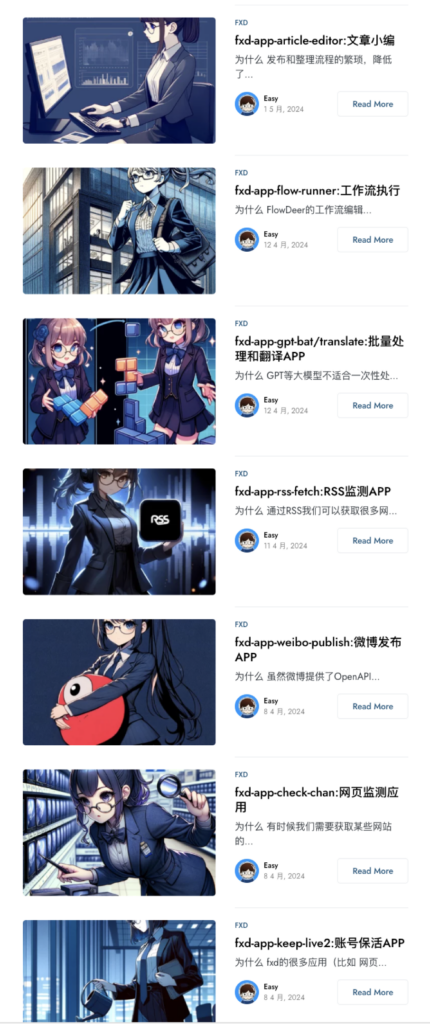 FXD
fxd-app-article-editor:文章小编
为什么 发布和整理流程的繁琐，降低
了...
Easy
1 5 月, 2024
Read More
FXD
fxd-app-flow-runner:工作流执行
为什么 FlowDeer的工作流编辑...
Easy
12 4 月, 2024
Read More
FXD
fxd-app-gpt-bat/translate:批量处
理和翻译APP
为什么 GPT等大模型不适合一次性处...
Easy
12 4 月, 2024
Read More
RSS
FXD
fxd-app-rss-fetch:RSS监测APP
为什么 通过RSS我们可以获取很多网...
Easy
11 4 月, 2024
Read More
FXD
fxd-app-weibo-publish:微博发布
APP
为什么 虽然微博提供了OpenAPI...
Easy
8 4 月, 2024
Read More
FXD
fxd-app-check-chan:网页监测应
用
为什么 有时候我们需要获取某些网站
的...
Easy
8 4 月, 2024
Read More
FXD
fxd-app-keep-live2:账号保活APP
为什么 fxd的很多应用（比如 网页...
Easy
8 4 月, 2024
Read More